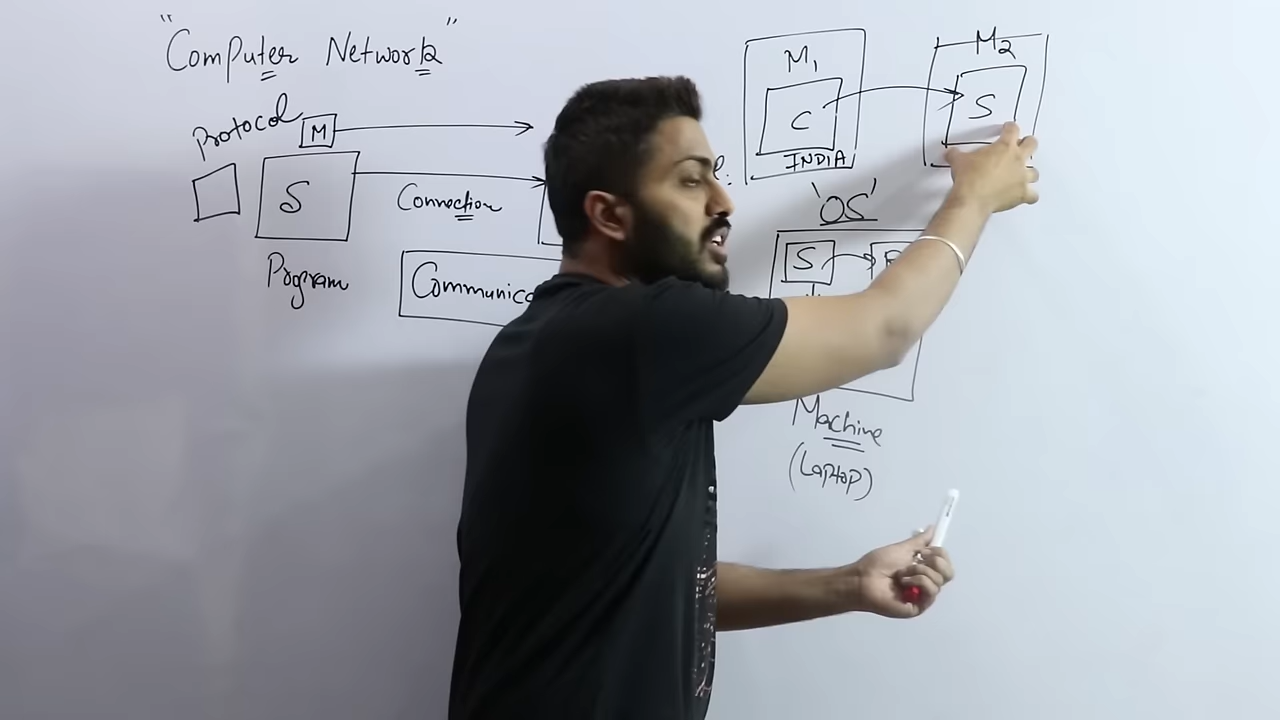 "Computer Network"
Protocol
M
S
Connection
Program
M1
C
INDIA
M2
S
'OS'
S
Machine
(Laptop)